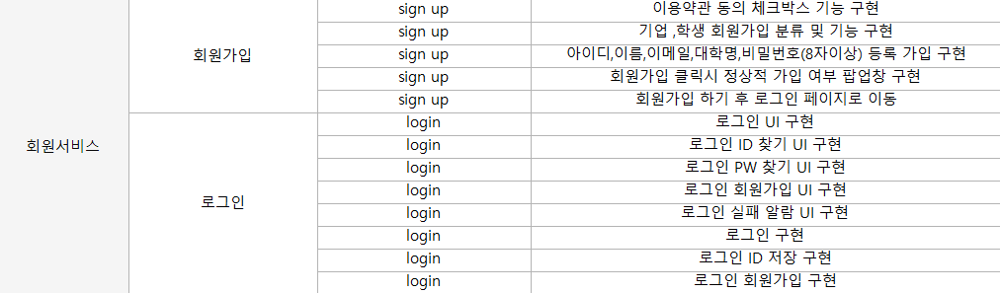 sign up 이용약관 동의 체크박스 기능 구현
sign up 기업 ,학생 회원가입 분류 및 기능 구현
회원가입 sign up 아이디,이름,이메일,대학명,비밀번호(8자이상) 등록 가입 구현
sign up 회원가입 클릭시 정상적 가입 여부 팝업창 구현
sign up 회원가입 하기 후 로그인 페이지로 이동
login 로그인 UI 구현
회원서비스 login 로그인 ID 찾기 UI 구현
login 로그인 PW 찾기 UI 구현
login 로그인 회원가입 UI 구현
로그인 login 로그인 실패 알람 UI 구현
login 로그인 구현
login 로그인 ID 저장 구현
login 로그인 회원가입 구현